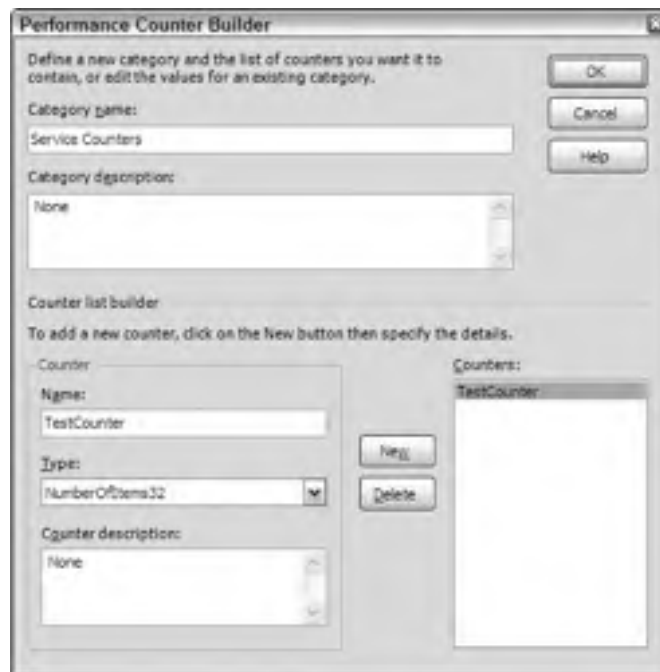 Performance Counter Builder
Define a new category and the list of counters you want it to
contain, or edit the values for an existing category.
OK
Category name:
Cancel
Service Counters
Help
Category description:
None
Counter list builder
To add a new counter, click on the New button then specify the details.
Counter
Counters:
Name:
TestCounter
TestCounter
New
Type:
NumberOfItems32
Delete
Counter description:
None